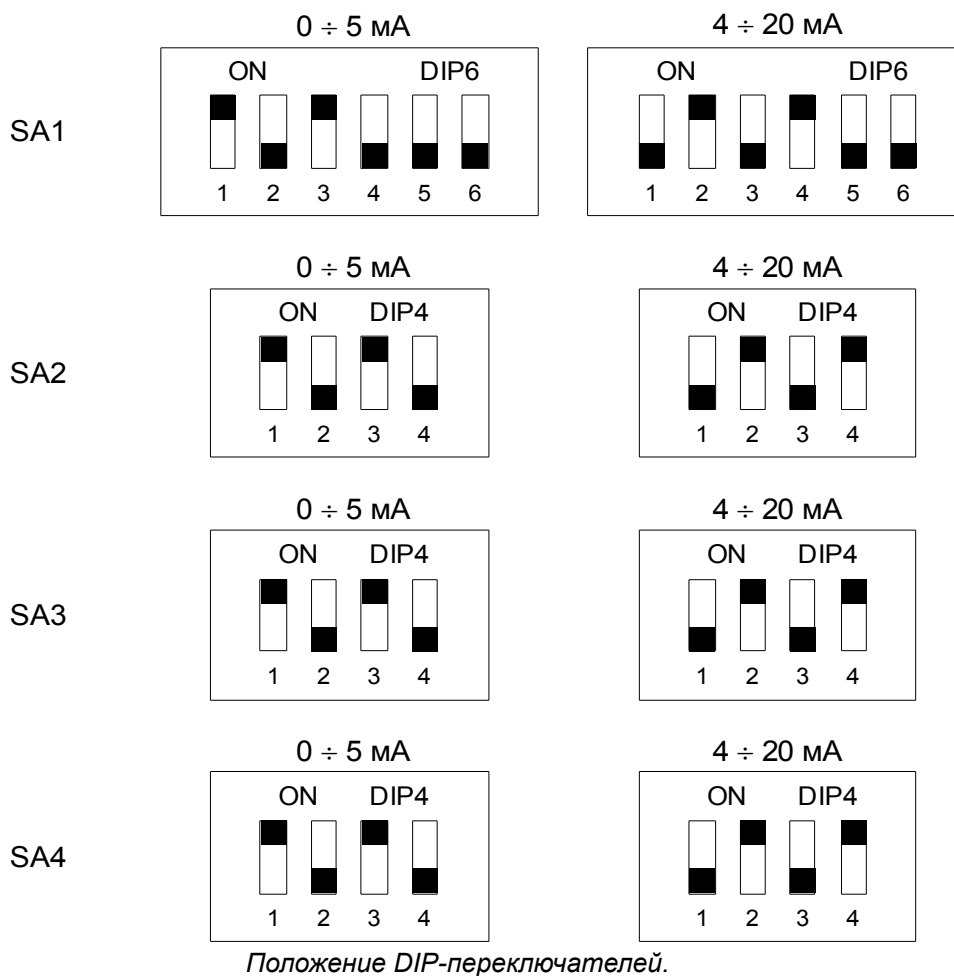 0 ÷ 5 мА 4 ÷ 20 мА
ON DIP6 ON DIP6
SA1
1 2 3 4 5 6 1 2 3 4 5 6
0 ÷ 5 мА 4 ÷ 20 мА
ON DIP4 ON DIP4
SA2
1 2 3 4 1 2 3 4
0 ÷ 5 мА 4 ÷ 20 мА
ON DIP4 ON DIP4
SA3
1 2 3 4 1 2 3 4
0 ÷ 5 мА 4 ÷ 20 мА
ON DIP4 ON DIP4
SA4
1 2 3 4 1 2 3 4
Положение DIP-переключателей.